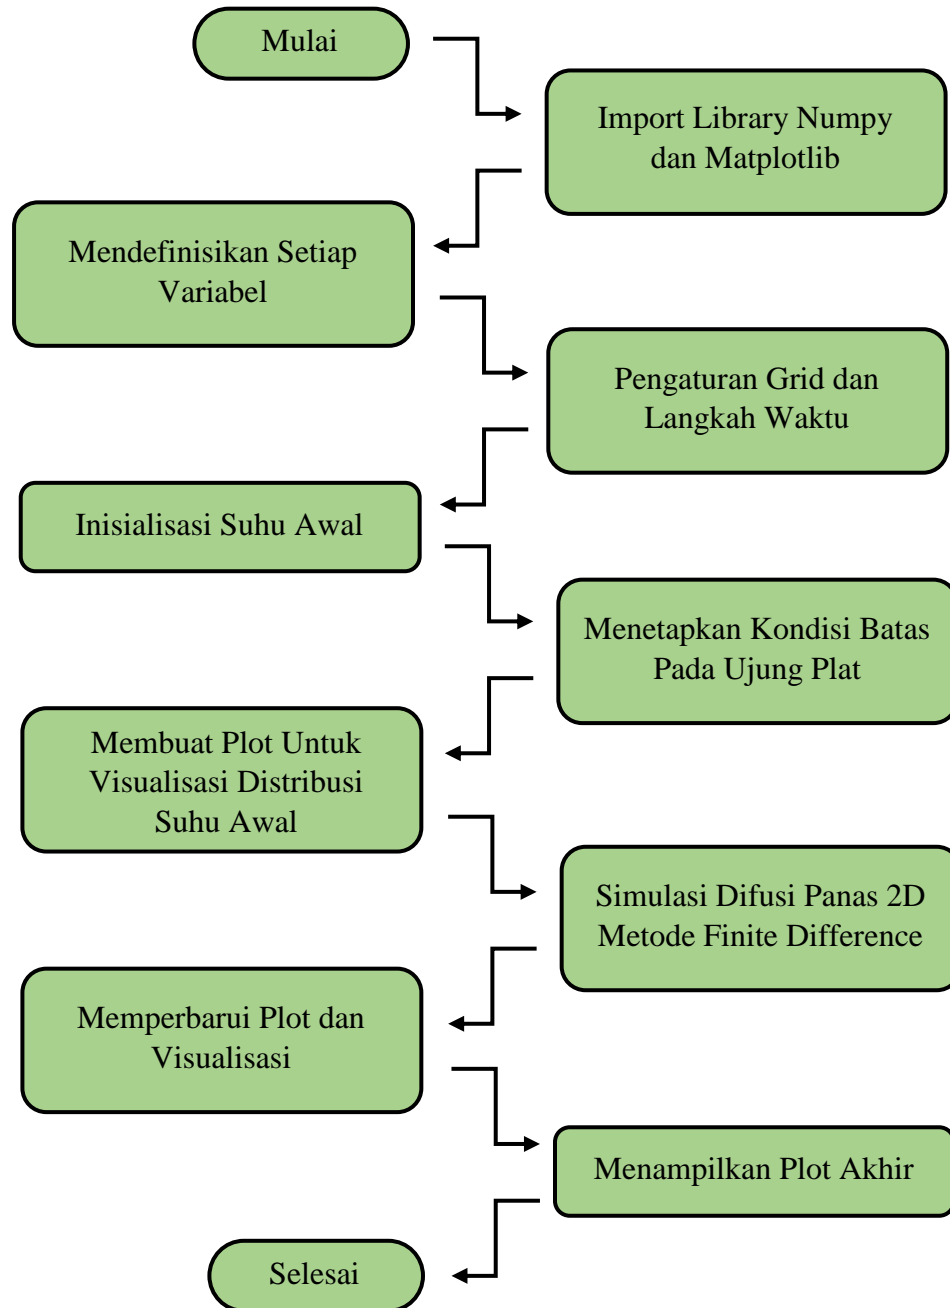 Mulai
Import Library Numpy
dan Matplotlib
Mendefinisikan Setiap
Variabel
Pengaturan Grid dan
Langkah Waktu
Inisialisasi Suhu Awal
Menetapkan Kondisi Batas
Pada Ujung Plat
Membuat Plot Untuk
Visualisasi Distribusi
Suhu Awal
Simulasi Difusi Panas 2D
Metode Finite Difference
Memperbarui Plot dan
Visualisasi
Menampilkan Plot Akhir
Selesai